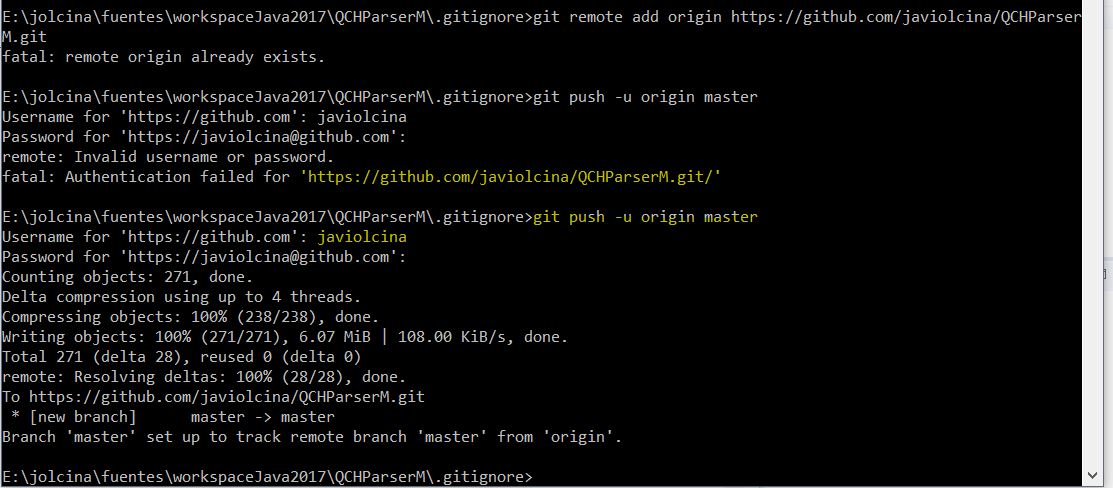 E:\jolcina\fuentes\workspaceJava2017\QCHParserM\.gitignore>git remote add origin https://github.com/javiolcina/QCHParser
M.git
fatal: remote origin already exists.
E:\jolcina\fuentes\workspaceJava2017\QCHParserM\.gitignore>git push -u origin master
Username for 'https://github.com': javiolcina
Password for 'https://javiolcina@github.com':
remote: Invalid username or password.
fatal: Authentication failed for 'https://github.com/javiolcina/QCHParserM.git/'
E:\jolcina\fuentes\workspaceJava2017\QCHParserM\.gitignore>git push -u origin master
Username for 'https://github.com': javiolcina
Password for 'https://javiolcina@github.com':
Counting objects: 271, done.
Delta compression using up to 4 threads.
Compressing objects: 100% (238/238), done.
Writing objects: 100% (271/271), 6.07 MiB | 108.00 KiB/s, done.
Total 271 (delta 28), reused 0 (delta 0)
remote: Resolving deltas: 100% (28/28), done.
To https://github.com/javiolcina/QCHParserM.git
 * [new branch]      master -> master
Branch 'master' set up to track remote branch 'master' from 'origin'.
E:\jolcina\fuentes\workspaceJava2017\QCHParserM\.gitignore>